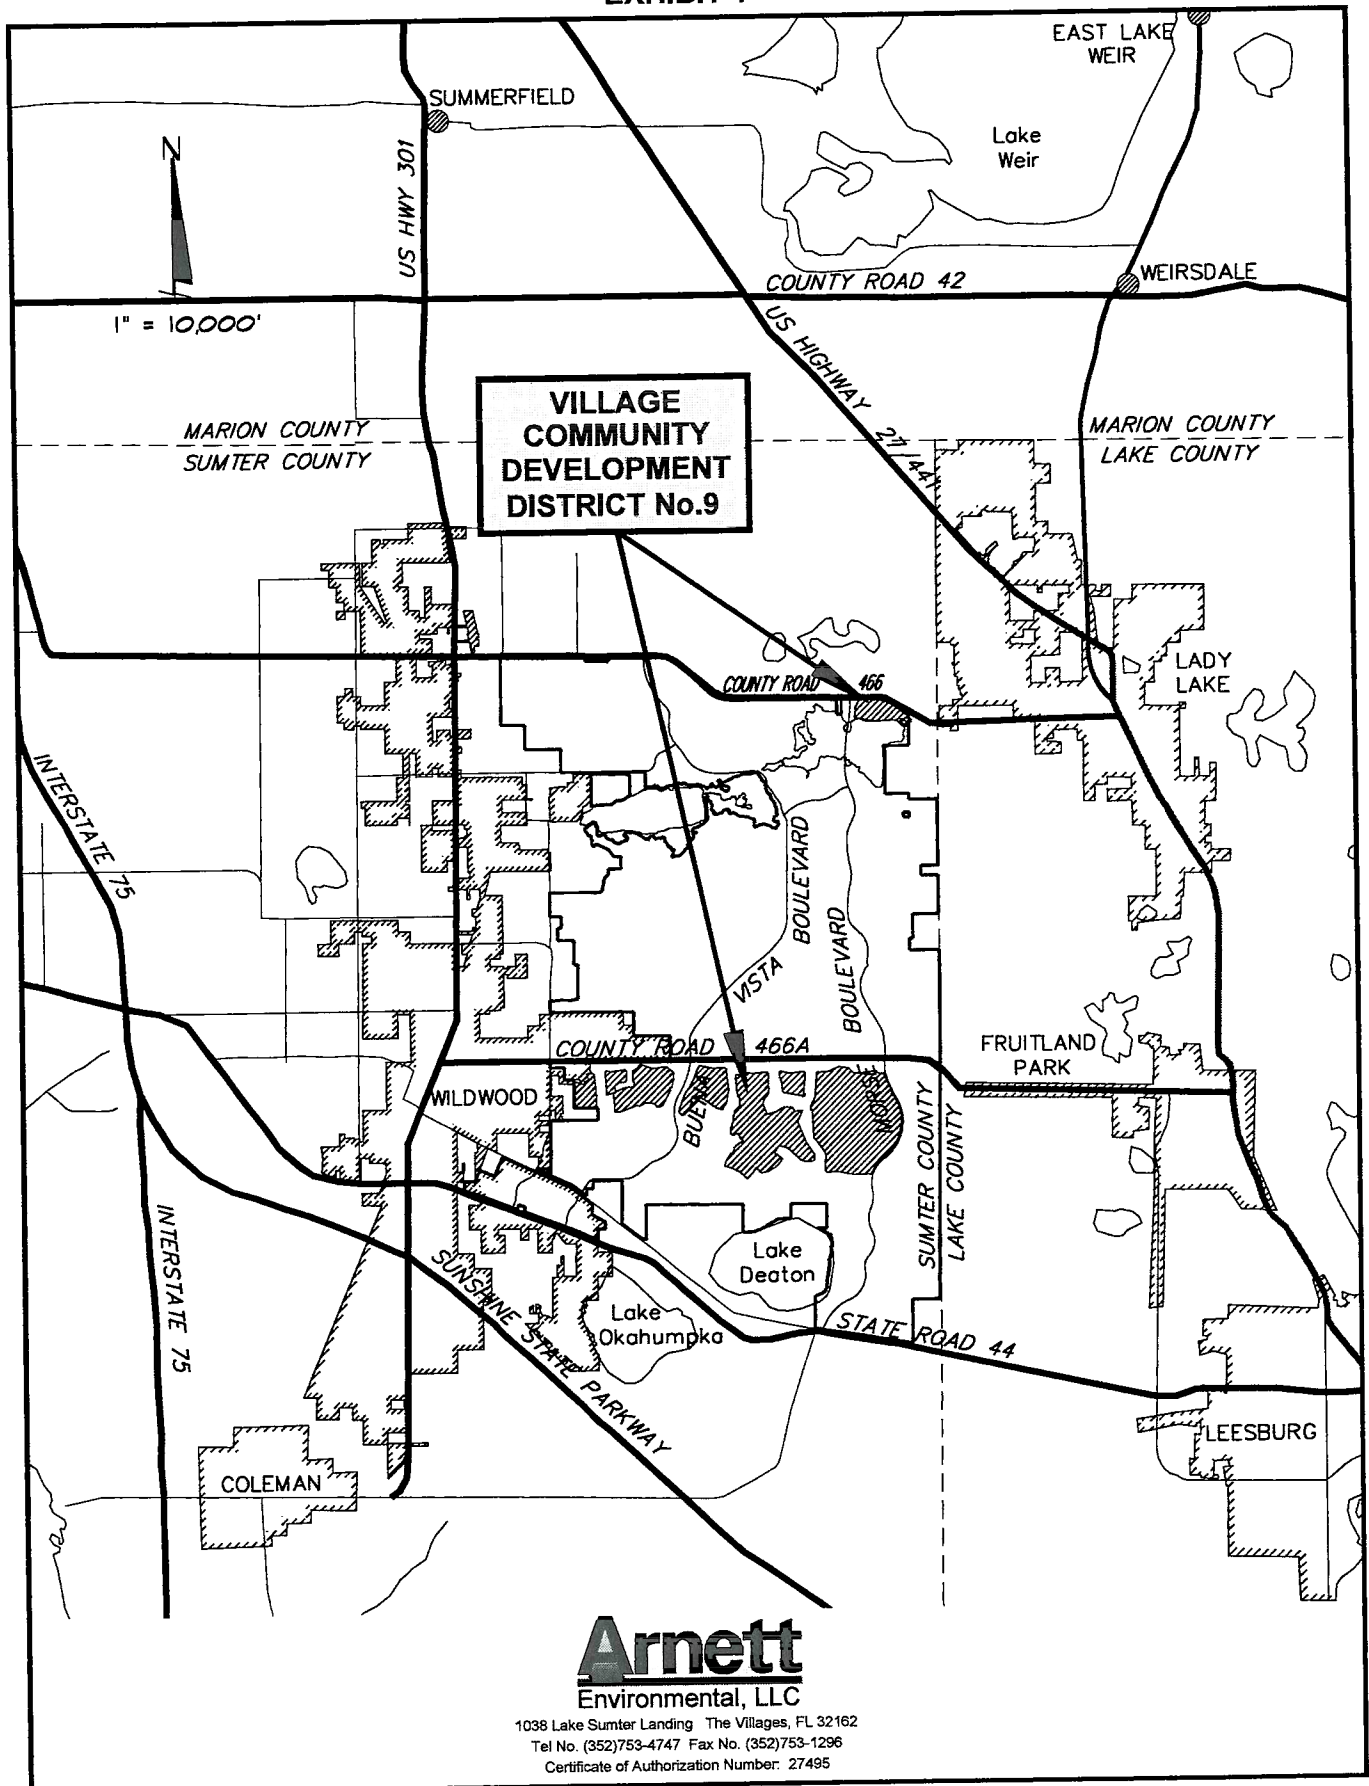 EAST LAKE
WEIR
SUMMERFIELD
Lake
Weir
N
US HWY 301
WEIRSDALE
COUNTY ROAD 42
1" = 10,000'
US HIGHWAY 27/441
VILLAGE
COMMUNITY
DEVELOPMENT
DISTRICT No.9
MARION COUNTY
SUMTER COUNTY
MARION COUNTY
LAKE COUNTY
LADY
LAKE
COUNTY ROAD 466
INTERSTATE 75
BOULEVARD
BOULEVARD
VISTA
FRUITLAND
PARK
COUNTY ROAD 466A
WILDWOOD
BUENA
MORSE
SUMTER COUNTY
LAKE COUNTY
INTERSTATE 75
SUNSHINE STATE PARKWAY
Lake
Deaton
Lake
Okahumpka
STATE ROAD 44
LEESBURG
COLEMAN
Arnett
Environmental, LLC
1038 Lake Sumter Landing The Villages, FL 32162
Tel No. (352)753-4747 Fax No. (352)753-1296
Certificate of Authorization Number: 27495